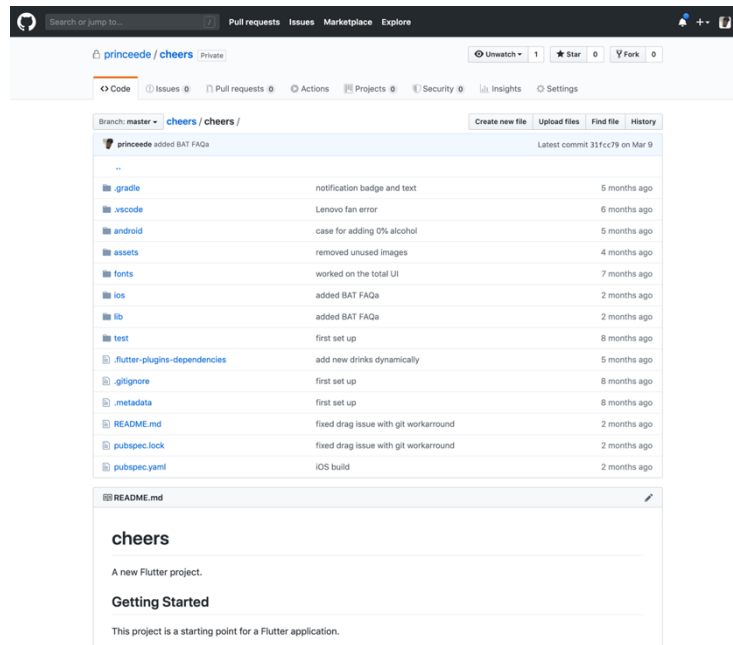 Search or jump to... / Pull requests Issues Marketplace Explore
princeede / cheers Private Unwatch 1 Star 0 Fork 0
Code Issues 0 Pull requests 0 Actions Projects 0 Security 0 Insights Settings
Branch: master cheers / cheers / Create new file Upload files Find file History
princeede added BAT FAQa Latest commit 31fcc79 on Mar 9
..
.gradle notification badge and text 5 months ago
.vscode Lenovo fan error 6 months ago
android case for adding 0% alcohol 5 months ago
assets removed unused images 4 months ago
fonts worked on the total UI 7 months ago
ios added BAT FAQa 2 months ago
lib added BAT FAQa 2 months ago
test first set up 8 months ago
.flutter-plugins-dependencies add new drinks dynamically 5 months ago
.gitignore first set up 8 months ago
.metadata first set up 8 months ago
README.md fixed drag issue with git workarround 2 months ago
pubspec.lock fixed drag issue with git workarround 2 months ago
pubspec.yaml iOS build 2 months ago
README.md
cheers
A new Flutter project.
Getting Started
This project is a starting point for a Flutter application.